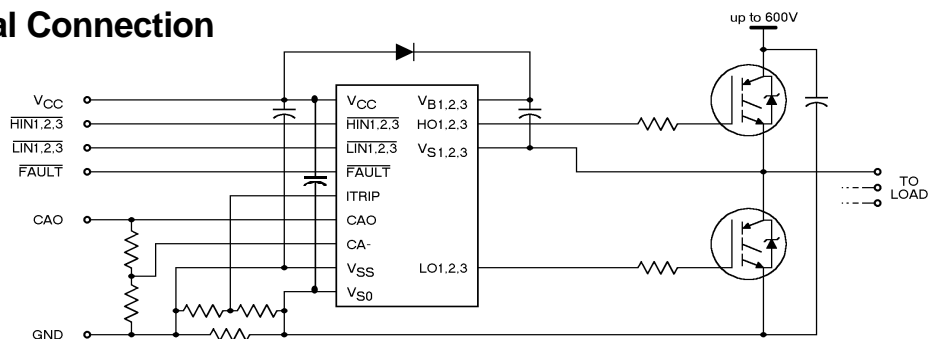 al Connection
up to 600V
VCC
HIN1,2,3
LIN1,2,3
FAULT
CAO
GND
VCC
HIN1,2,3
LIN1,2,3
FAULT
ITRIP
CAO
CA-
VSS
VS0
VB1,2,3
HO1,2,3
VS1,2,3
LO1,2,3
TO
LOAD